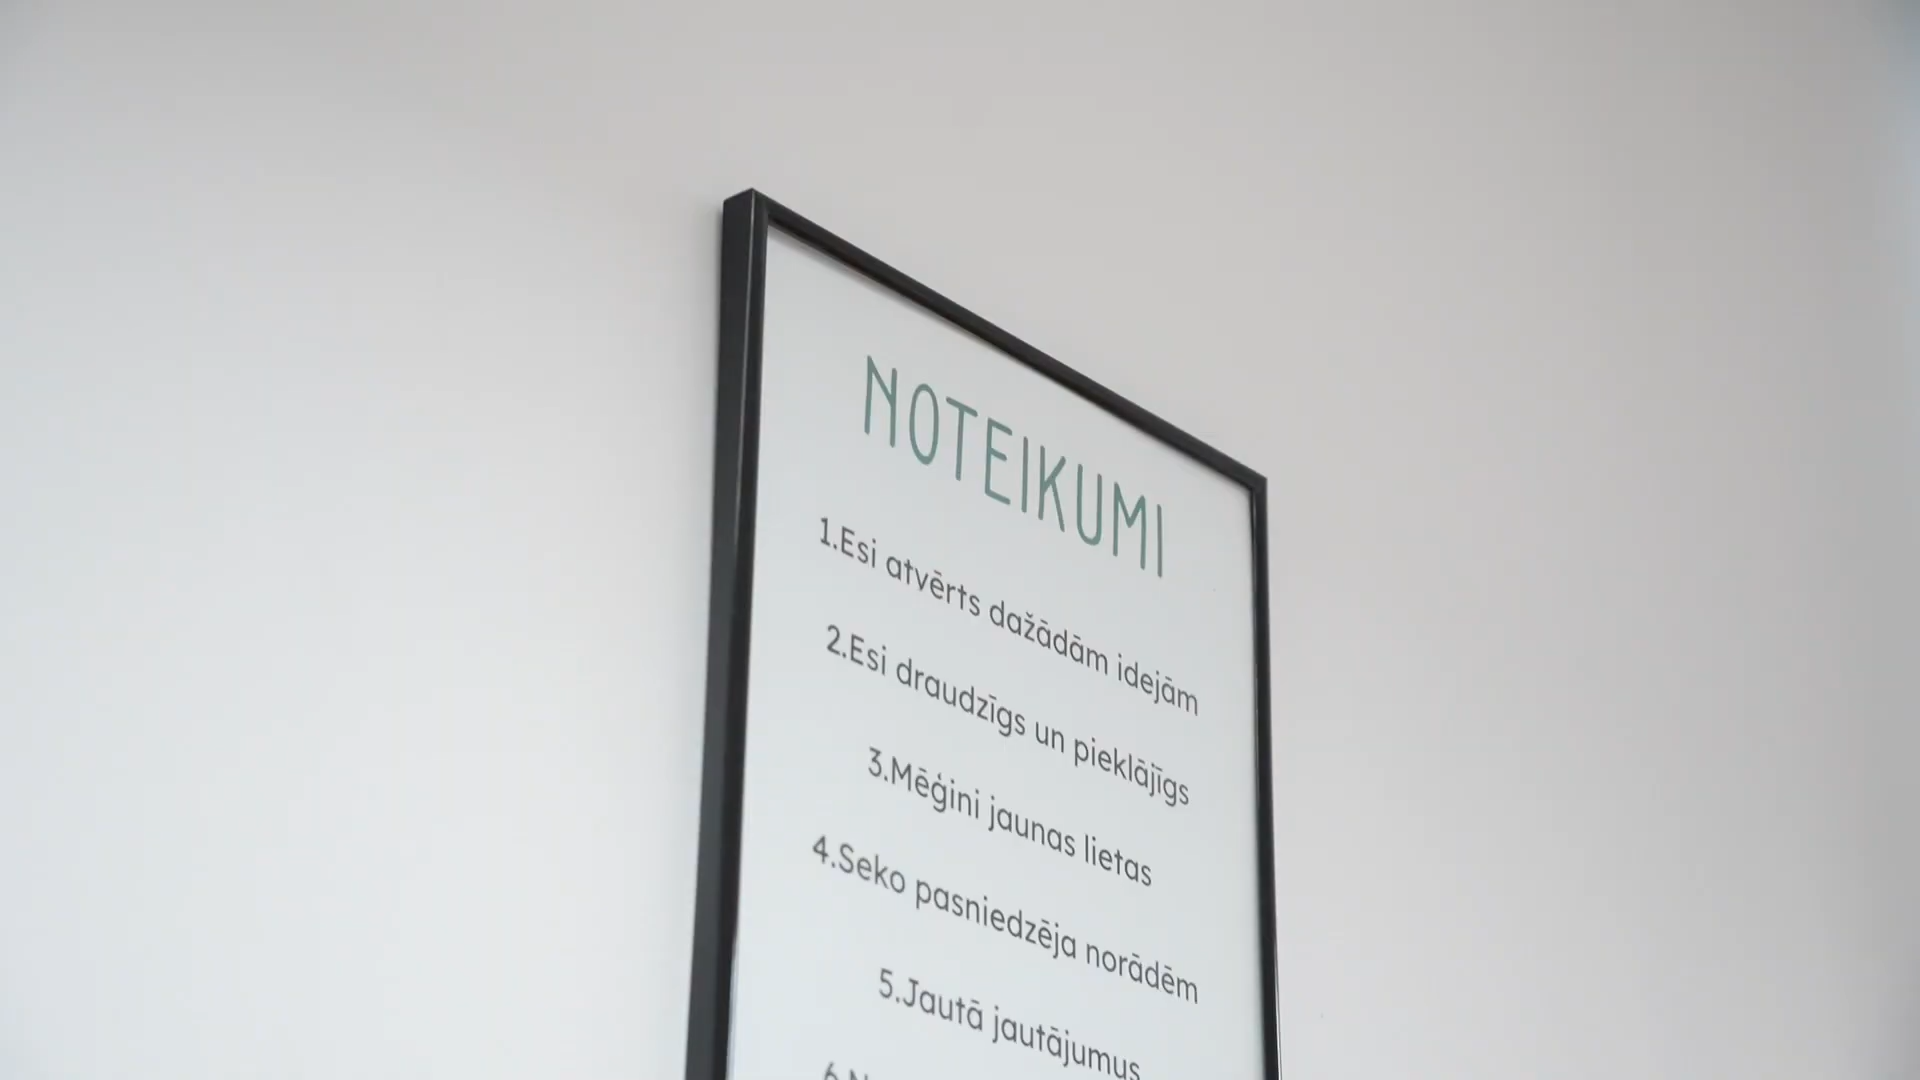 NOTEIKUMI
1.Esi atvērts dažādām idejām
2.Esi draudzīgs un pieklājīgs
3.Mēģini jaunas lietas
4.Seko pasniedzēja norādēm
5.Jautā jautājumus